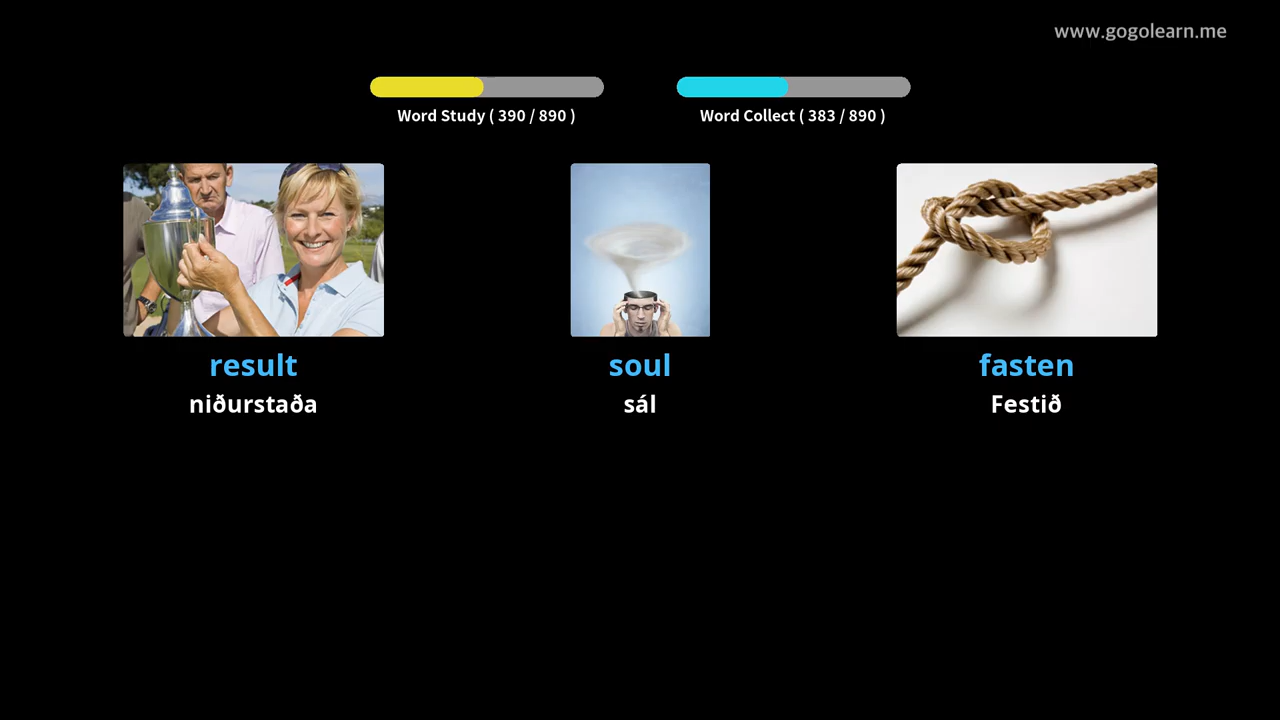 www.gogolearn.me
Word Study ( 390 / 890 )
Word Collect ( 383 / 890 )
result
niðurstaða
soul
sál
fasten
Festið